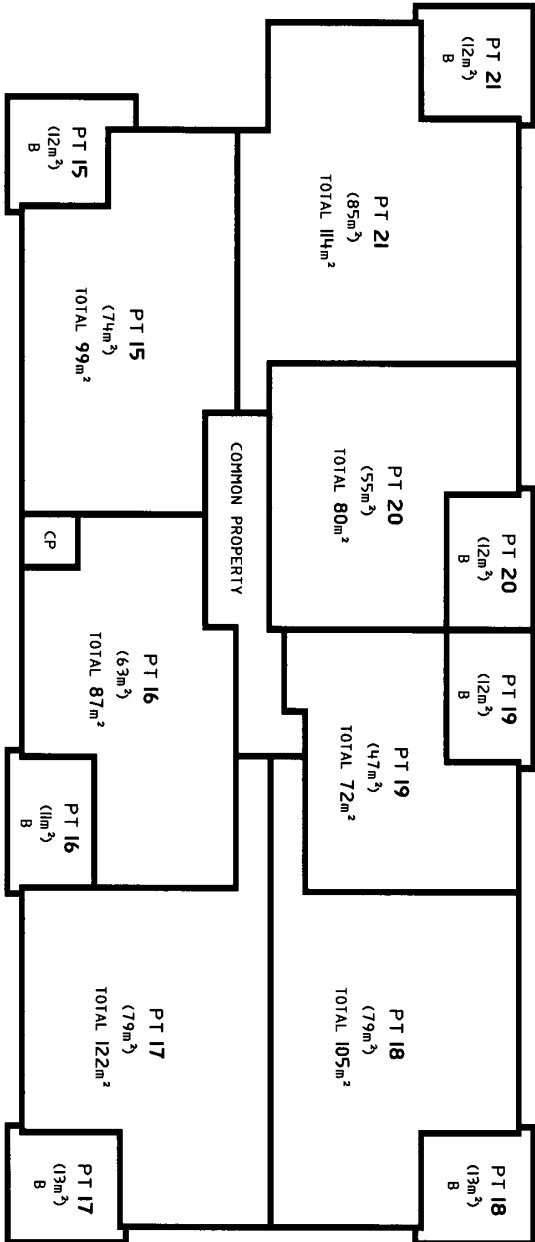 PT 21
(12m²)
B
PT 21
(85m²)
TOTAL 114m²
PT 20
(55m²)
TOTAL 80m²
PT 20
(12m²)
B
PT 19
(12m²)
B
PT 19
(47m²)
TOTAL 72m²
PT 18
(79m²)
TOTAL 105m²
PT 18
(13m²)
B
PT 15
(12m²)
B
PT 15
(74m²)
TOTAL 99m²
COMMON PROPERTY
CP
PT 16
(63m²)
TOTAL 87m²
PT 16
(11m²)
B
PT 17
(79m²)
TOTAL 122m²
PT 17
(13m²)
B